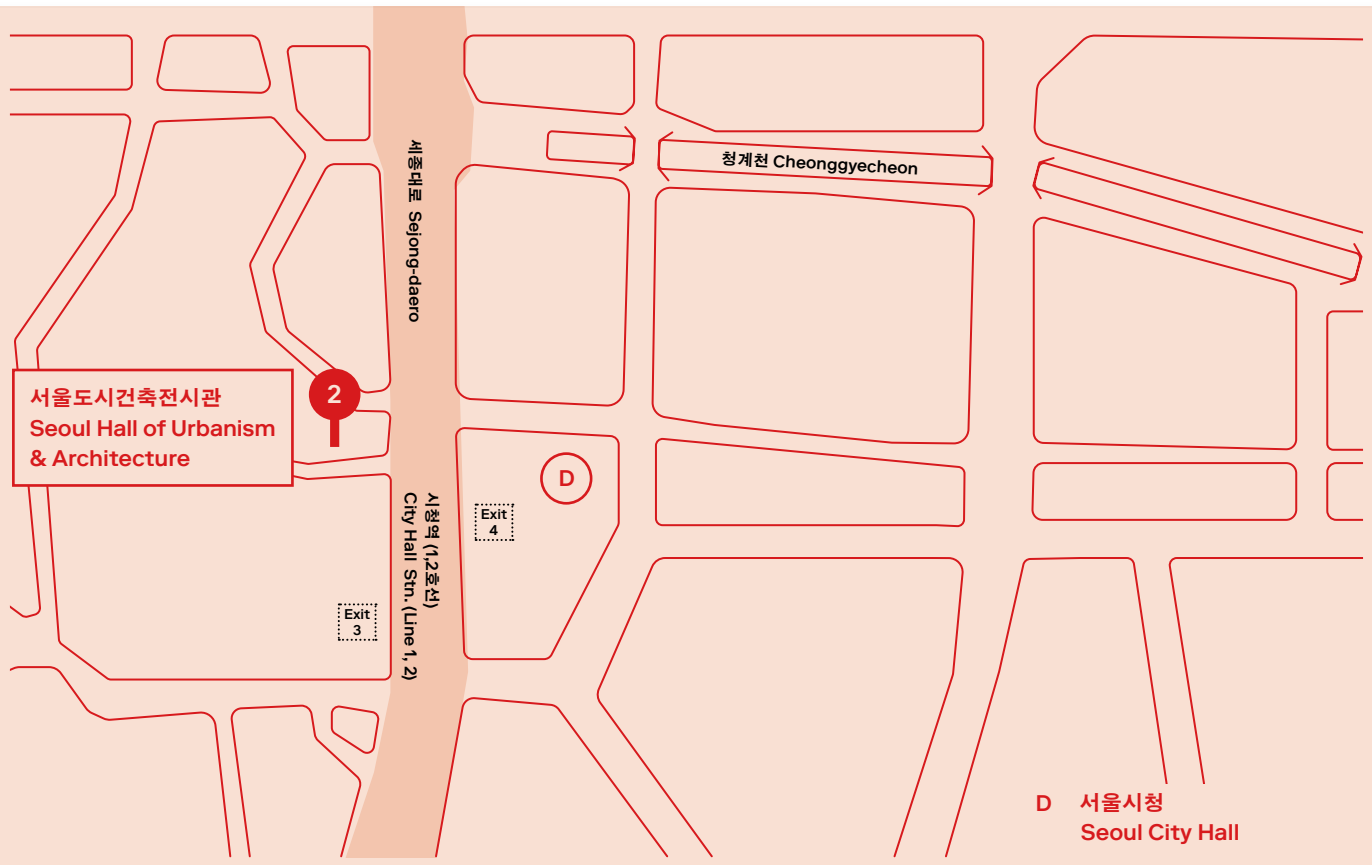 청계천 Cheonggyecheon
세종대로 Sejong-daero
2
서울도시건축전시관
Seoul Hall of Urbanism
& Architecture
D
Exit
4
시청역 (1,2호선)
City Hall Stn. (Line 1, 2)
Exit
3
D 서울시청
Seoul City Hall